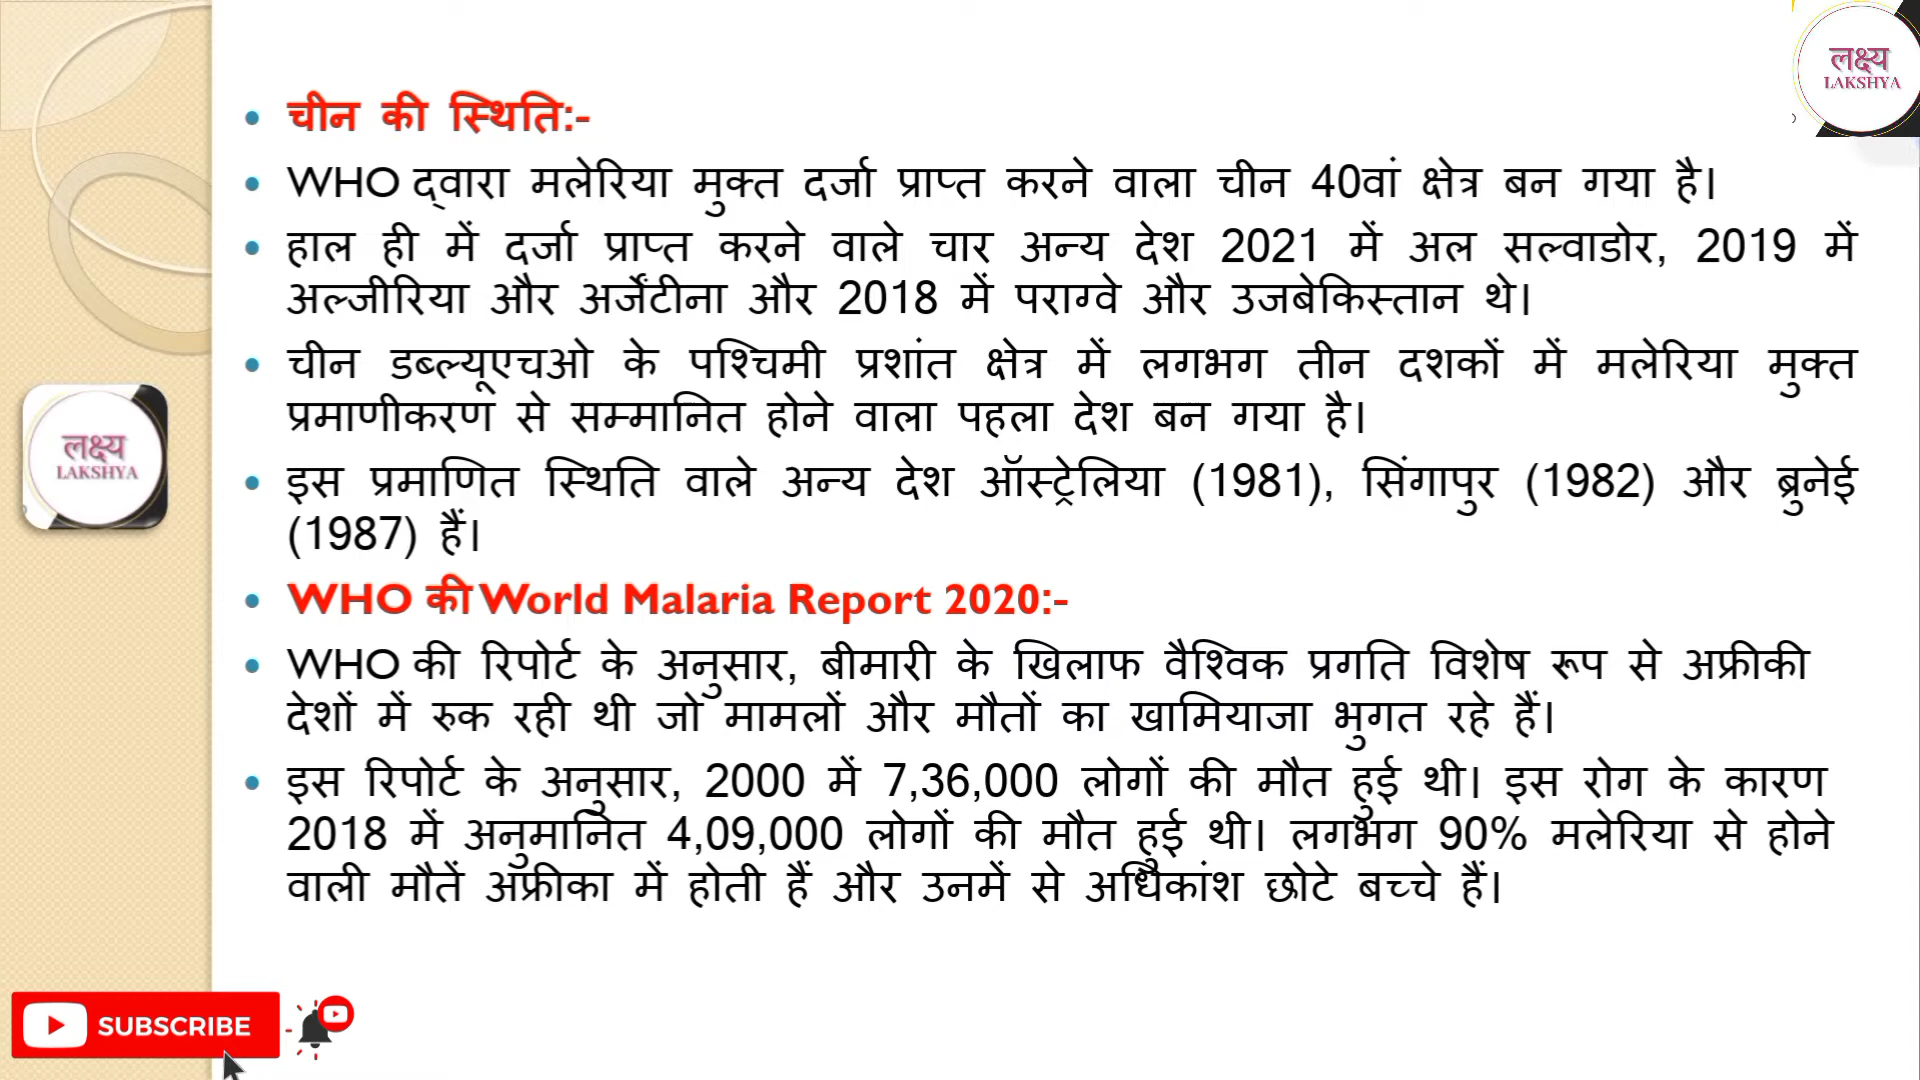 लक्ष्य
LAKSHYA
चीन की स्थिति:-
WHO द्वारा मलेरिया मुक्त दर्जा प्राप्त करने वाला चीन 40वां क्षेत्र बन गया है।
हाल ही में दर्जा प्राप्त करने वाले चार अन्य देश 2021 में अल सल्वाडोर, 2019 में
अल्जीरिया और अर्जेंटीना और 2018 में पराग्वे और उजबेकिस्तान थे।
चीन डब्ल्यूएचओ के पश्चिमी प्रशांत क्षेत्र में लगभग तीन दशकों में मलेरिया मुक्त
प्रमाणीकरण से सम्मानित होने वाला पहला देश बन गया है।
लक्ष्य
LAKSHYA
इस प्रमाणित स्थिति वाले अन्य देश ऑस्ट्रेलिया (1981), सिंगापुर (1982) और ब्रुनेई
(1987) हैं।
WHO की World Malaria Report 2020:-
WHO की रिपोर्ट के अनुसार, बीमारी के खिलाफ वैश्विक प्रगति विशेष रूप से अफ्रीकी
देशों में रुक रही थी जो मामलों और मौतों का खामियाजा भुगत रहे हैं।
इस रिपोर्ट के अनुसार, 2000 में 7,36,000 लोगों की मौत हुई थी। इस रोग के कारण
2018 में अनुमानित 4,09,000 लोगों की मौत हुई थी। लगभग 90% मलेरिया से होने
वाली मौतें अफ्रीका में होती हैं और उनमें से अधिकांश छोटे बच्चे हैं।
SUBSCRIBE